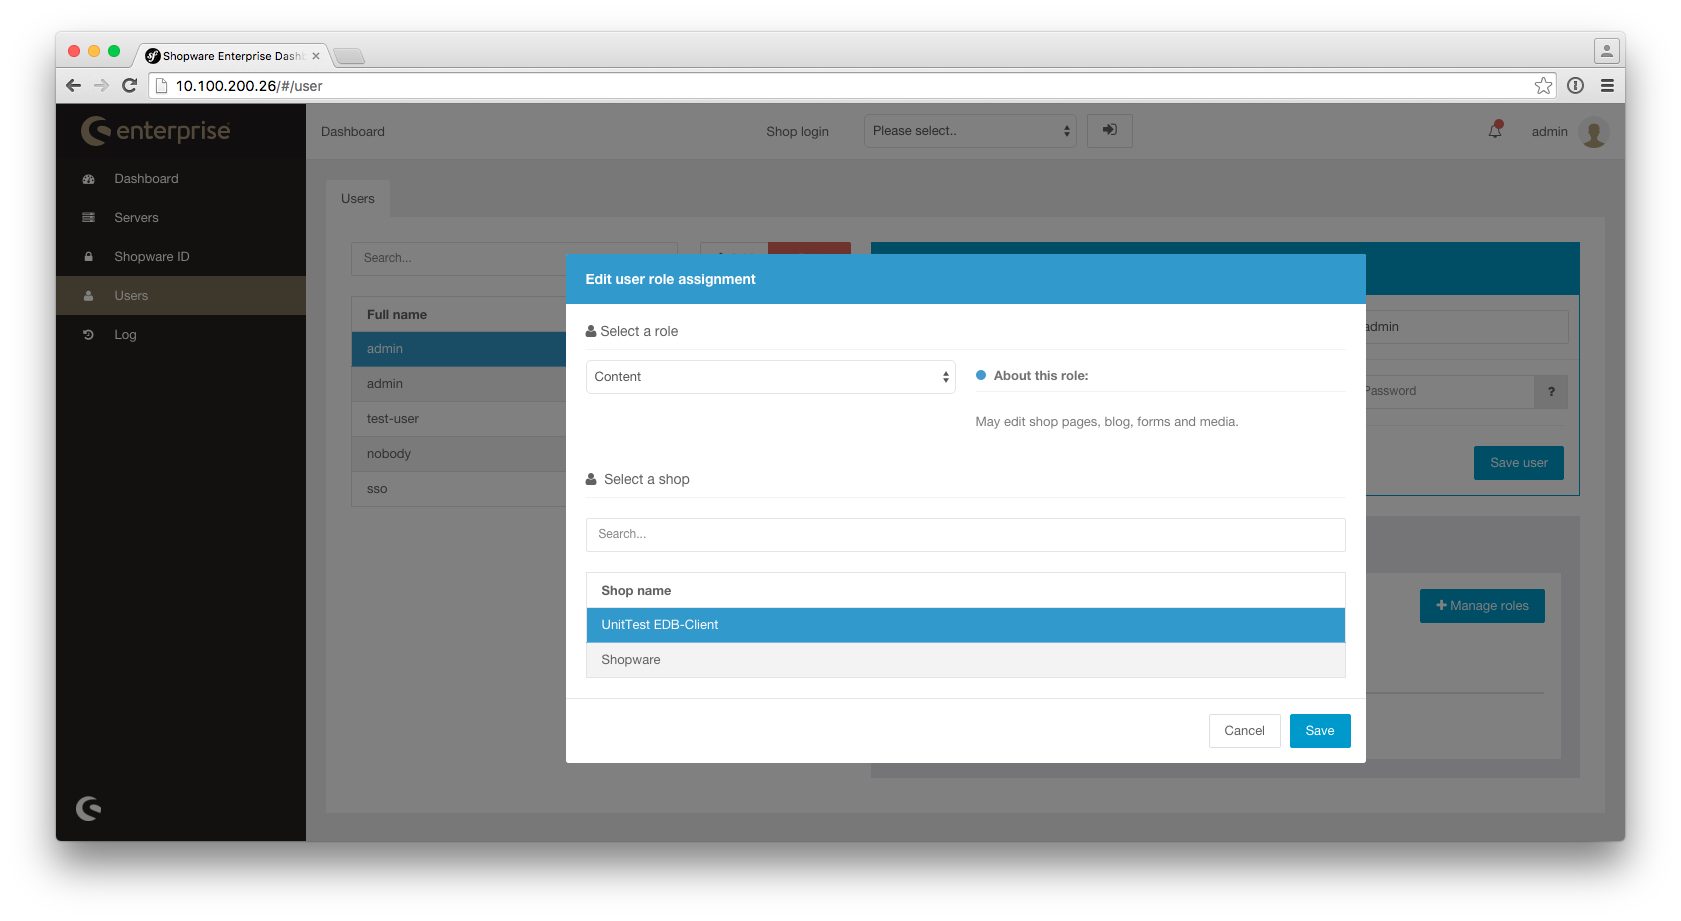 Shopware Enterprise Dash
10.100.200.26/#/user
enterprise
Dashboard
Shop login
Please select..
admin
Dashboard
Servers
Shopware ID
Users
Log
Users
Search...
Full name
admin
admin
test-user
nobody
sso
Edit user role assignment
Select a role
Content
About this role:
May edit shop pages, blog, forms and media.
Select a shop
Search...
Shop name
UnitTest EDB-Client
Shopware
Cancel
Save
admin
Password
?
Save user
Manage roles